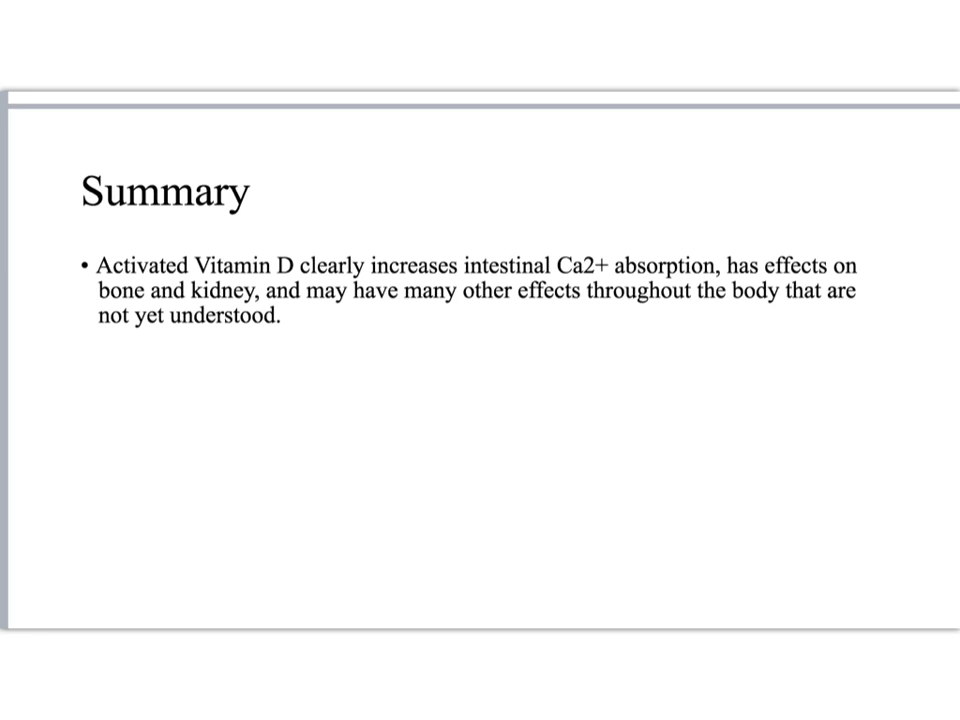 Summary
• Activated Vitamin D clearly increases intestinal Ca2+ absorption, has effects on
bone and kidney, and may have many other effects throughout the body that are
not yet understood.